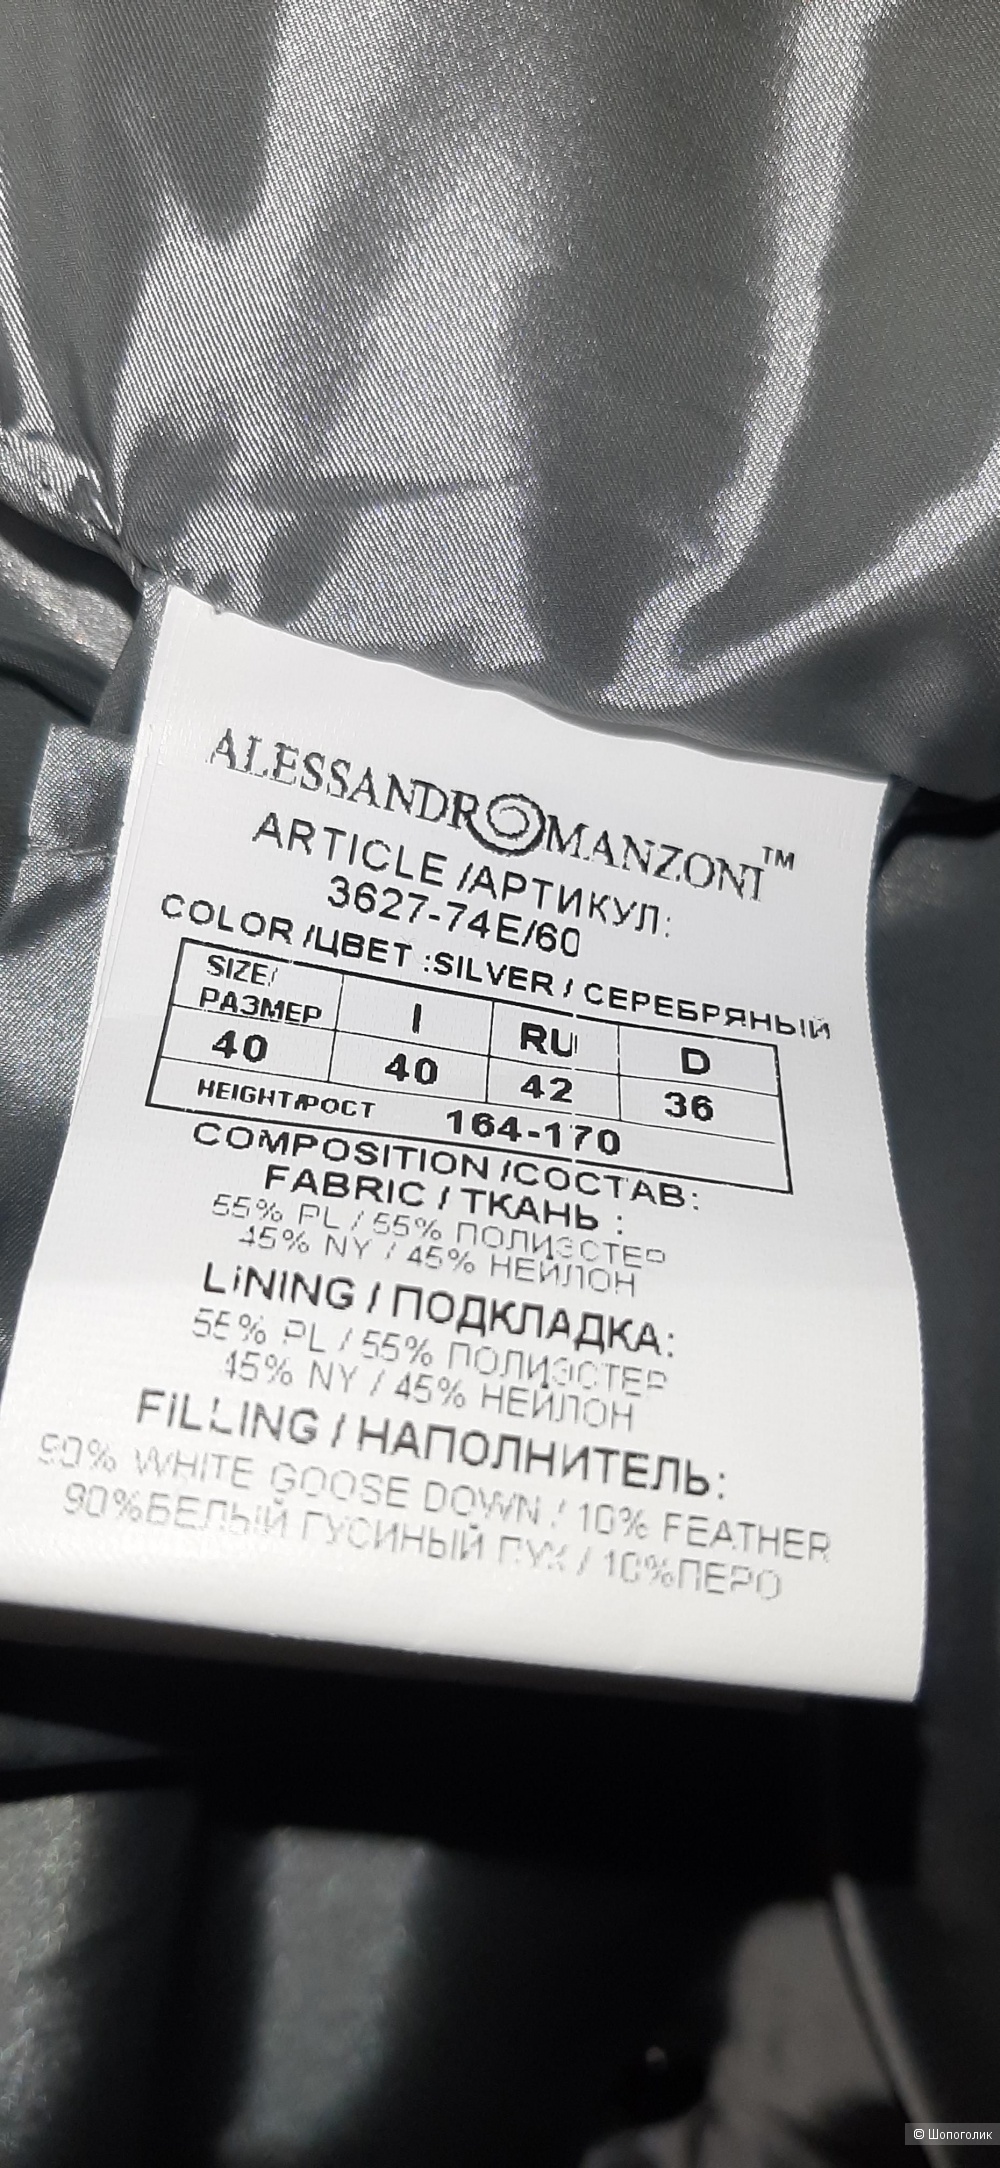 ALESSANDROMANZONI™
ARTICLE /АРТИКУЛ:
3627-74E/60
COLOR /ЦВЕТ :SILVER / СЕРЕБРЯНЫЙ
SIZE/ РАЗМЕР I RU D
40 40 42 36
HEIGHT/РОСТ 164-170
COMPOSITION /СОСТАВ:
FABRIC / ТКАНЬ :
55% PL / 55% ПОЛИЭСТЕР
45% NY / 45% НЕЙЛОН
LINING / ПОДКЛАДКА:
55% PL / 55% ПОЛИЭСТЕР
45% NY / 45% НЕЙЛОН
FILLING / НАПОЛНИТЕЛЬ:
90% WHITE GOOSE DOWN / 10% FEATHER
90%БЕЛЫЙ ГУСИНЫЙ ПУХ / 10%ПЕРО
© Шопоголик